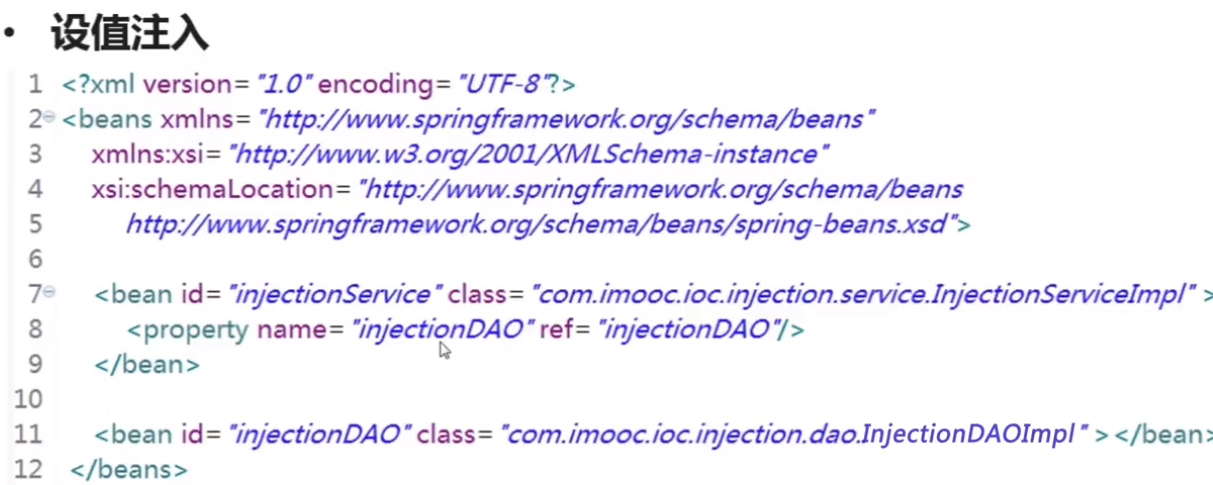 • 设值注入
1 <?xml version="1.0" encoding="UTF-8"?>
2 <beans xmlns="http://www.springframework.org/schema/beans"
3 xmlns:xsi="http://www.w3.org/2001/XMLSchema-instance"
4 xsi:schemaLocation="http://www.springframework.org/schema/beans
5 http://www.springframework.org/schema/beans/spring-beans.xsd">
6
7 <bean id="injectionService" class="com.imooc.ioc.injection.service.InjectionServiceImpl" >
8 <property name="injectionDAO" ref="injectionDAO"/>
9 </bean>
10
11 <bean id="injectionDAO" class="com.imooc.ioc.injection.dao.InjectionDAOImpl" ></bean>
12 </beans>